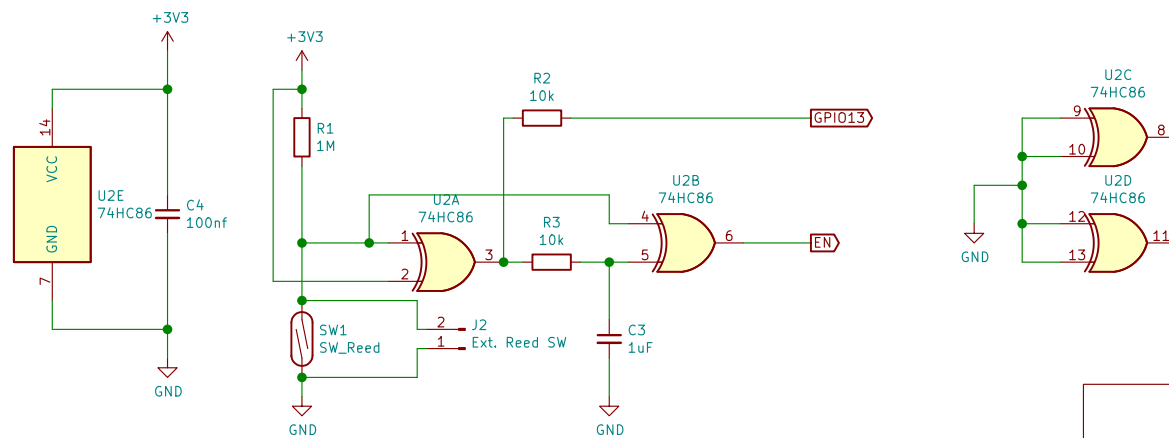 +3V3
14
VCC
U2E
74HC86
GND
7
C4
100nf
GND
+3V3
R1
1M
R2
10k
GPIO13
U2A
74HC86
1
2
3
R3
10k
U2B
74HC86
4
5
6
EN
SW1
SW_Reed
2
1
J2
Ext. Reed SW
C3
1uF
GND
GND
U2C
74HC86
9
10
8
U2D
74HC86
12
13
11
GND